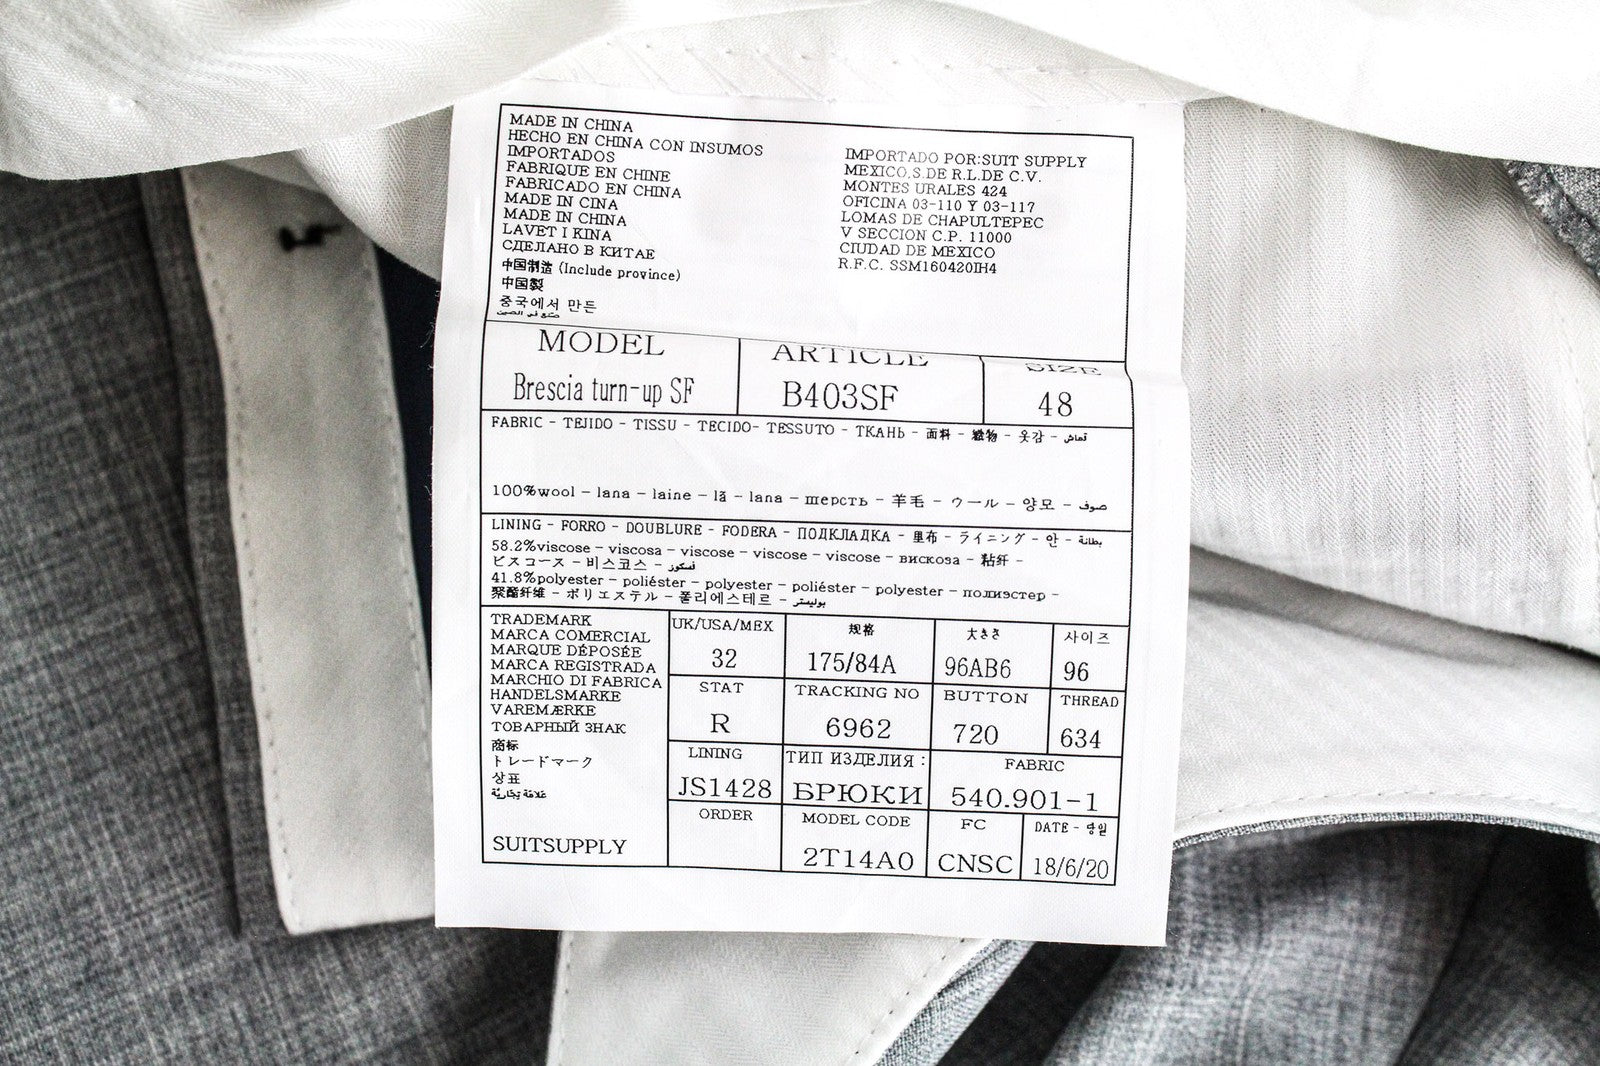 MADE IN CHINA
HECHO EN CHINA CON INSUMOS
IMPORTADOS
FABRIQUE EN CHINE
FABRICADO EN CHINA
MADE IN CINA
MADE IN CHINA
LAVET I KINA
СДЕЛАНО В КИТАЕ
中国制造 (Include province)
中国製
중국에서 만든
صنع في الصين
IMPORTADO POR:SUIT SUPPLY
MEXICO,S.DE R.L.DE C.V.
MONTES URALES 424
OFICINA 03-110 Y 03-117
LOMAS DE CHAPULTEPEC
V SECCION C.P. 11000
CIUDAD DE MEXICO
R.F.C. SSM160420IH4
MODEL
Brescia turn-up SF
ARTICLE
B403SF
SIZE
48
FABRIC - TEJIDO - TISSU - TECIDO- TESSUTO - ТКАНЬ - 面料 - 織物 - 옷감 - قماش
100%wool - lana - laine - lã - lana - шерсть - 羊毛 - ウール - 양모 - صوف
LINING - FORRO - DOUBLURE - FODERA - ПОДКЛАДКА - 里布 - ライニング - 안 - بطانة
58.2%viscose - viscosa - viscose - viscose - viscose - вискоза - 粘纤 -
ビスコース - 비스코스 - فسكوز
41.8%polyester - poliéster - polyester - poliéster - polyester - полиэстер -
聚酯纤维 - ポリエステル - 폴리에스테르 - بوليستر
TRADEMARK
MARCA COMERCIAL
MARQUE DÉPOSÉE
MARCA REGISTRADA
MARCHIO DI FABRICA
HANDELSMARKE
VAREMÆRKE
ТОВАРНЫЙ ЗНАК
商标
トレードマーク
상표
علامة تجارية
SUITSUPPLY
UK/USA/MEX
32
规格
175/84A
大きさ
96AB6
사이즈
96
STAT
R
TRACKING NO
6962
BUTTON
720
THREAD
634
LINING
JS1428
ТИП ИЗДЕЛИЯ :
БРЮКИ
FABRIC
540.901-1
ORDER
MODEL CODE
2T14A0
FC
CNSC
DATE - 당일
18/6/20